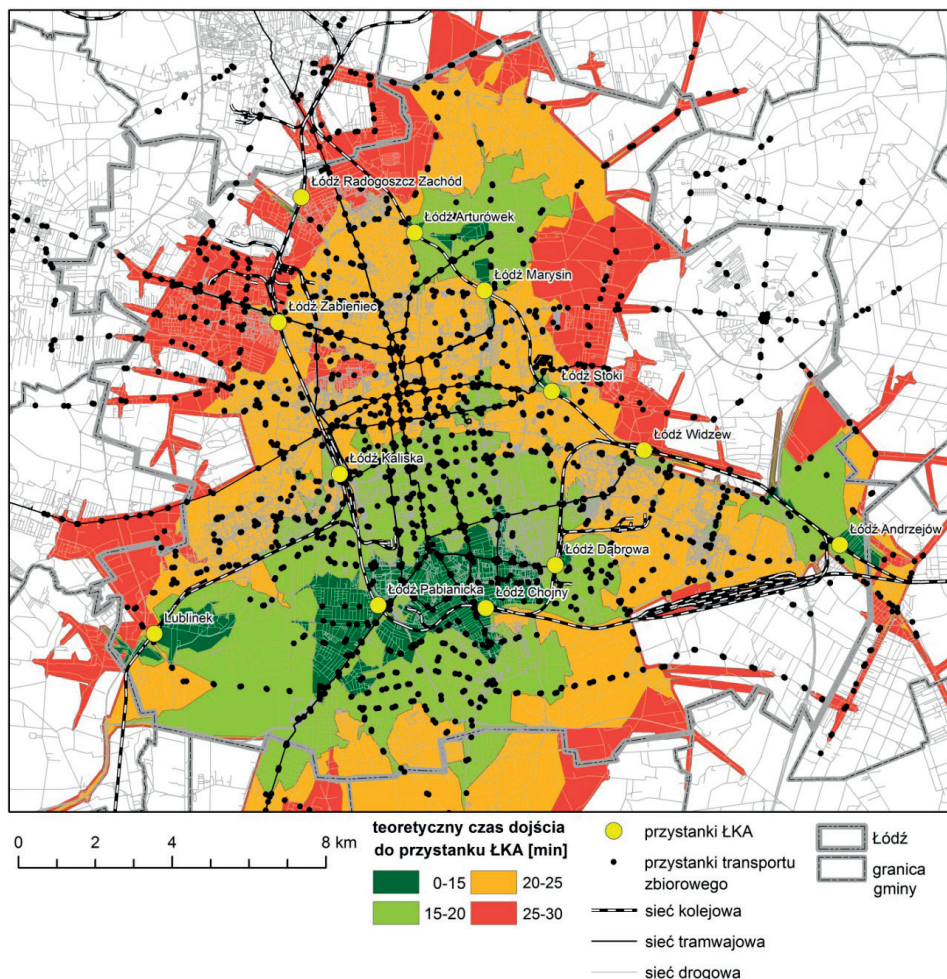 Łódź Radogoszcz Zachód
Łódź Arturówek
Łódź Marysin
Łódź Żabieniec
Łódź Stoki
Łódź Widzew
Łódź Kaliska
Łódź Andrzejów
Łódź Dąbrowa
Łódź Pabianicka
Łódź Chojny
Lublinek
0 2 4 8 km
teoretyczny czas dojścia
do przystanku ŁKA [min]
0-15
15-20
20-25
25-30
przystanki ŁKA
przystanki transportu
zbiorowego
sieć kolejowa
sieć tramwajowa
sieć drogowa
Łódź
granica
gminy